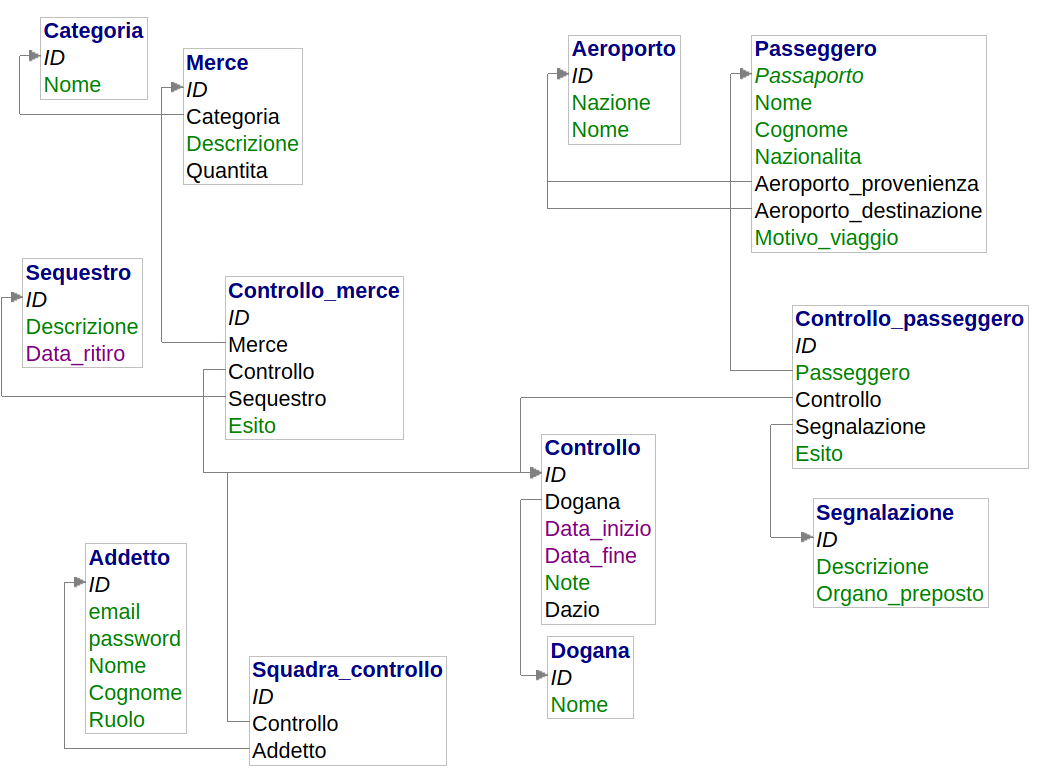 Categoria
ID
Nome
Merce
ID
Categoria
Descrizione
Quantita
Aeroporto
ID
Nazione
Nome
Passeggero
Passaporto
Nome
Cognome
Nazionalita
Aeroporto_provenienza
Aeroporto_destinazione
Motivo_viaggio
Sequestro
ID
Descrizione
Data_ritiro
Controllo_merce
ID
Merce
Controllo
Sequestro
Esito
Controllo_passeggero
ID
Passeggero
Controllo
Segnalazione
Esito
Controllo
ID
Dogana
Data_inizio
Data_fine
Note
Dazio
Segnalazione
ID
Descrizione
Organo_preposto
Addetto
ID
email
password
Nome
Cognome
Ruolo
Squadra_controllo
ID
Controllo
Addetto
Dogana
ID
Nome